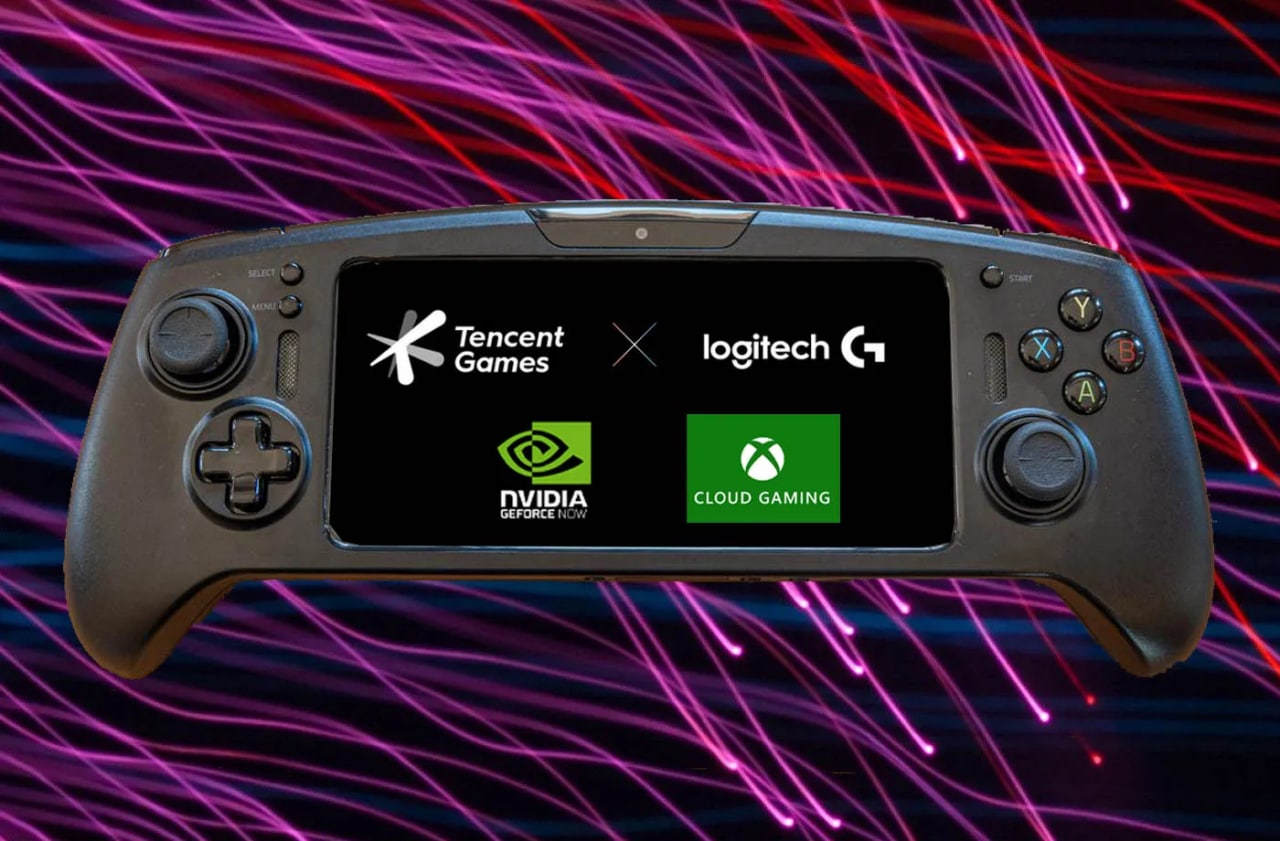 SELECT
START
MENU
Y
X
B
A
Tencent
Games
logitech G
NVIDIA
GEFORCE NOW
CLOUD GAMING